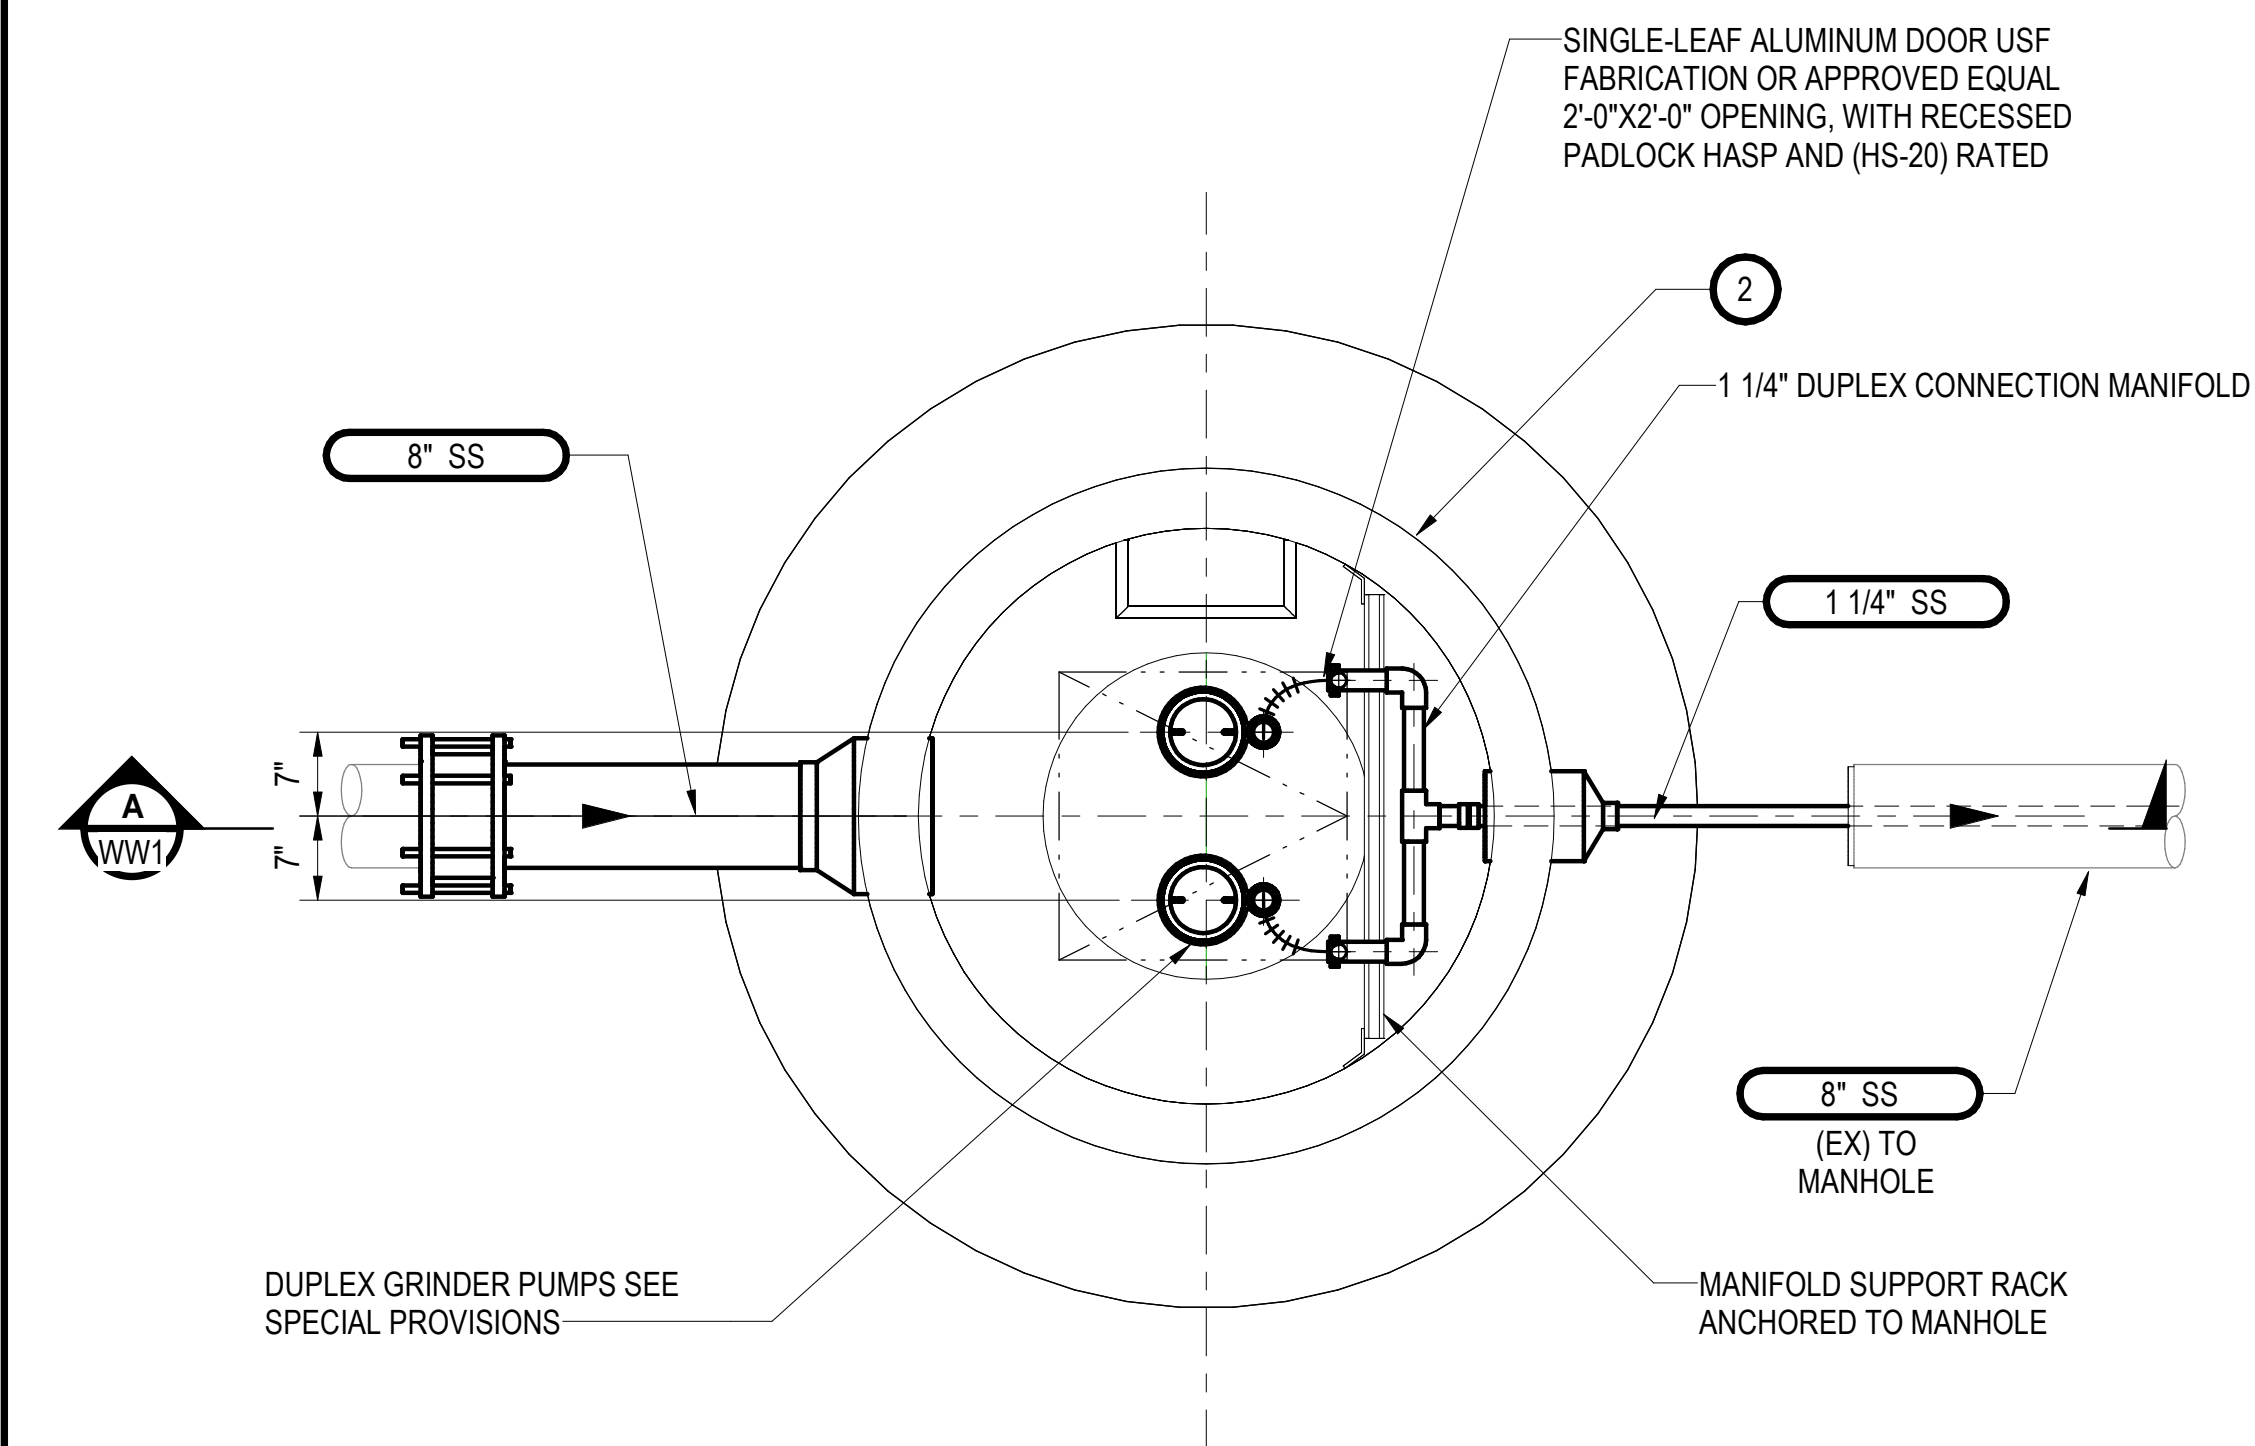 SINGLE-LEAF ALUMINUM DOOR USF
FABRICATION OR APPROVED EQUAL
2'-0"X2'-0" OPENING, WITH RECESSED
PADLOCK HASP AND (HS-20) RATED
2
1 1/4" DUPLEX CONNECTION MANIFOLD
8" SS
1 1/4" SS
7"
7"
A
WW1
8" SS
(EX) TO
MANHOLE
DUPLEX GRINDER PUMPS SEE
SPECIAL PROVISIONS
MANIFOLD SUPPORT RACK
ANCHORED TO MANHOLE